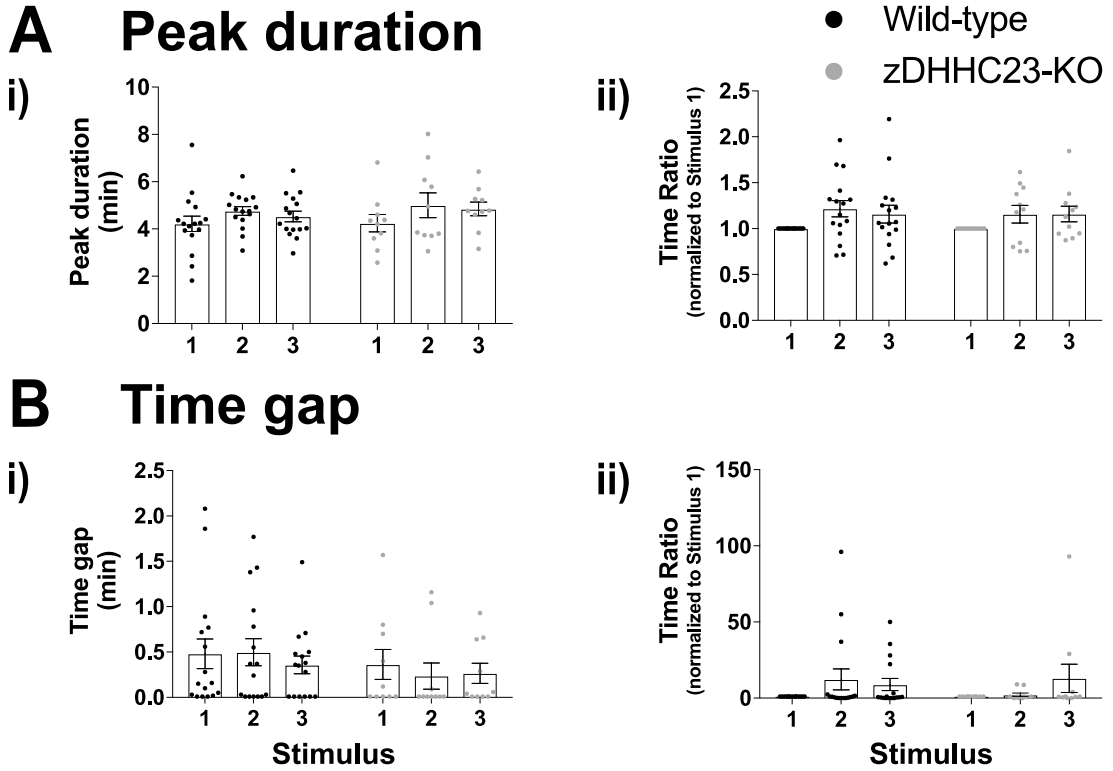 A Peak duration
Wild-type
zDHHC23-KO
i)
Peak duration
(min)
10
8
6
4
2
0
1 2 3 1 2 3
ii)
Time Ratio
(normalized to Stimulus 1)
2.5
2.0
1.5
1.0
0.5
0.0
1 2 3 1 2 3
B Time gap
i)
Time gap
(min)
2.5
2.0
1.5
1.0
0.5
0.0
1 2 3 1 2 3
Stimulus
ii)
Time Ratio
(normalized to Stimulus 1)
150
100
50
0
1 2 3 1 2 3
Stimulus